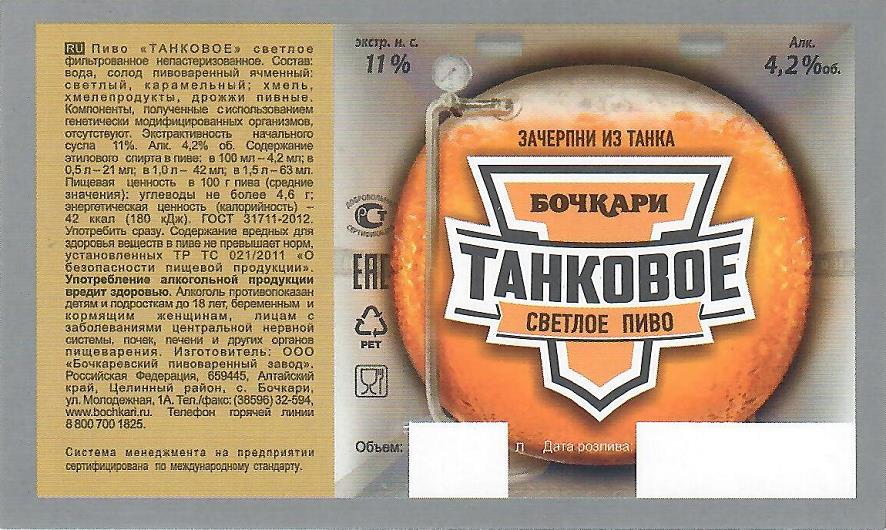 RU Пиво «ТАНКОВОЕ» светлое
фильтрованное непастеризованное. Состав:
вода, солод пивоваренный ячменный:
светлый, карамельный; хмель,
хмелепродукты, дрожжи пивные.
Компоненты, полученные с использованием
генетически модифицированных организмов,
отсутствуют. Экстрактивность начального
сусла 11%. Алк. 4,2% об. Содержание
этилового спирта в пиве: в 100 мл – 4,2 мл; в
0,5 л – 21 мл; в 1,0 л – 42 мл; в 1,5 л – 63 мл.
Пищевая ценность в 100 г пива (средние
значения): углеводы не более 4,6 г;
энергетическая ценность (калорийность) –
42 ккал (180 кДж). ГОСТ 31711-2012.
Употребить сразу. Содержание вредных для
здоровья веществ в пиве не превышает норм,
установленных ТР ТС 021/2011 «О
безопасности пищевой продукции».
Употребление алкогольной продукции
вредит здоровью. Алкоголь противопоказан
детям и подросткам до 18 лет, беременным и
кормящим женщинам, лицам с
заболеваниями центральной нервной
системы, почек, печени и других органов
пищеварения. Изготовитель: ООО
«Бочкаревский пивоваренный завод».
Российская Федерация, 659445, Алтайский
край, Целинный район, с. Бочкари,
ул. Молодежная, 1А. Тел./факс: (38596) 32-594,
www.bochkari.ru. Телефон горячей линии
8 800 700 1825.
Система менеджмента на предприятии
сертифицирована по международному стандарту.
экстр. н. с.
11%
Алк.
4,2%об.
ДОБРОВОЛЬНАЯ
РСТ
СЕРТИФИКАЦИЯ
EAC
PET
ЗАЧЕРПНИ ИЗ ТАНКА
БОЧКАРИ
ТАНКОВОЕ
СВЕТЛОЕ ПИВО
Объем: л Дата розлива: